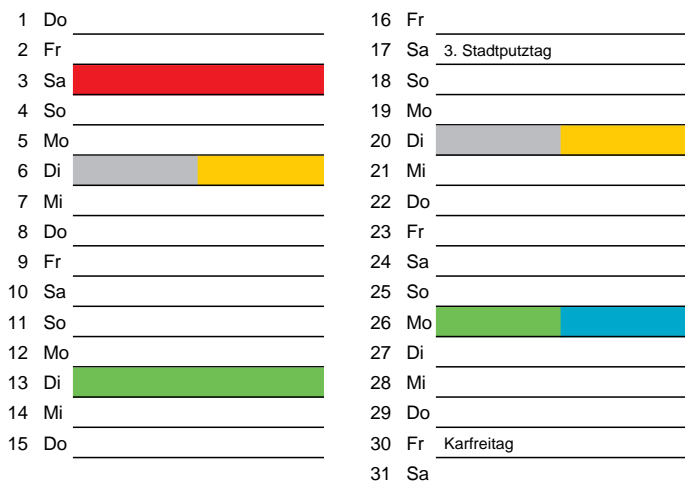 1 Do
2 Fr
3 Sa
4 So
5 Mo
6 Di
7 Mi
8 Do
9 Fr
10 Sa
11 So
12 Mo
13 Di
14 Mi
15 Do
16 Fr
17 Sa 3. Stadtputztag
18 So
19 Mo
20 Di
21 Mi
22 Do
23 Fr
24 Sa
25 So
26 Mo
27 Di
28 Mi
29 Do
30 Fr Karfreitag
31 Sa